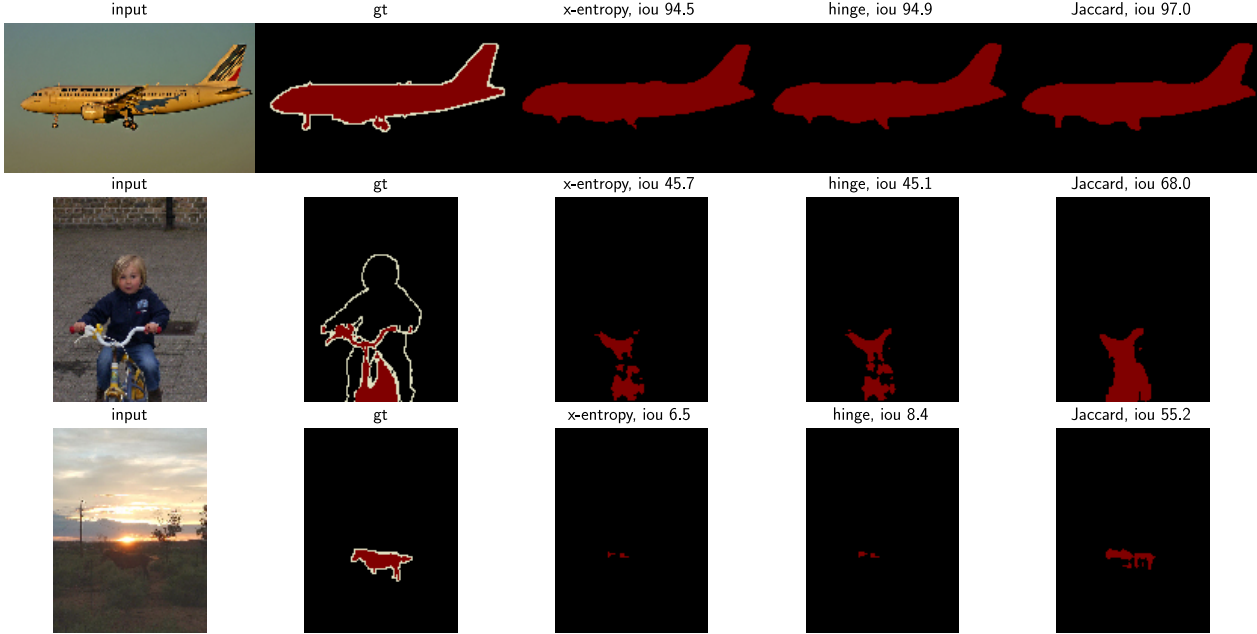 input gt x-entropy, iou 94.5 hinge, iou 94.9 Jaccard, iou 97.0
input gt x-entropy, iou 45.7 hinge, iou 45.1 Jaccard, iou 68.0
input gt x-entropy, iou 6.5 hinge, iou 8.4 Jaccard, iou 55.2